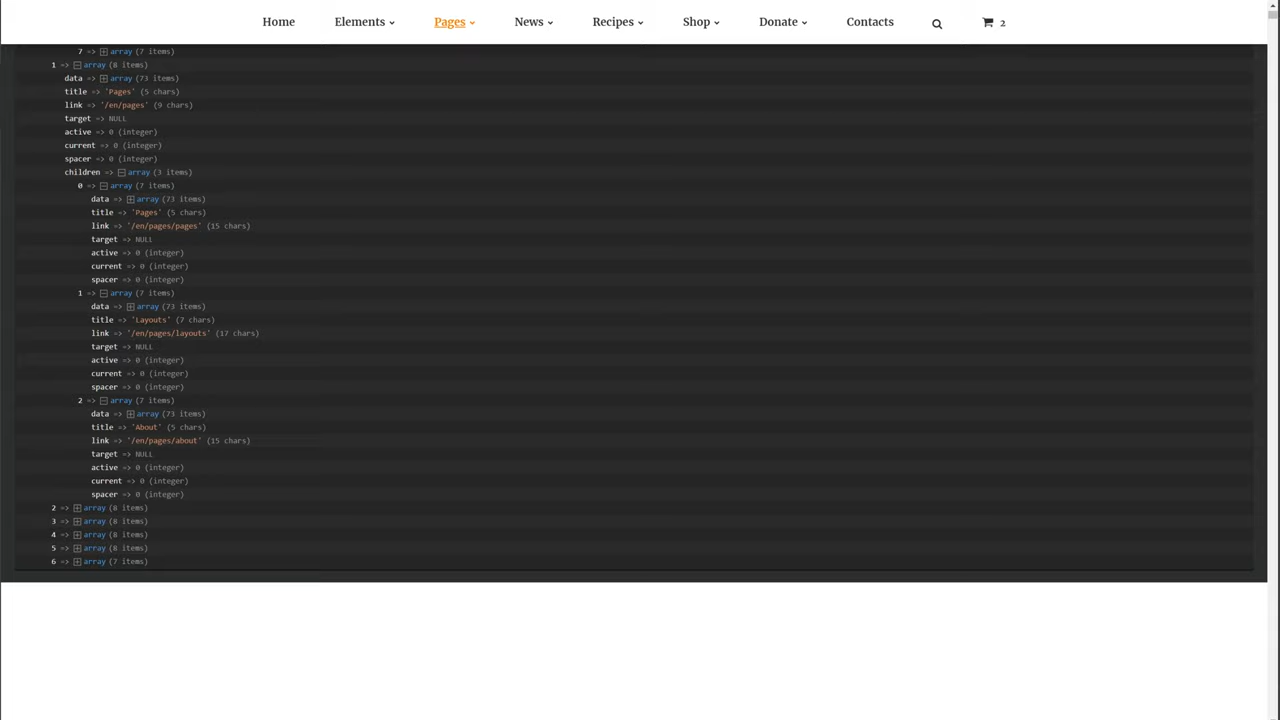 Home Elements Pages News Recipes Shop Donate Contacts 2
7 => array (7 items)
1 => array (8 items)
data => array (73 items)
title => 'Pages' (5 chars)
link => '/en/pages' (9 chars)
target => NULL
active => 0 (integer)
current => 0 (integer)
spacer => 0 (integer)
children => array (3 items)
0 => array (7 items)
data => array (73 items)
title => 'Pages' (5 chars)
link => '/en/pages/pages' (15 chars)
target => NULL
active => 0 (integer)
current => 0 (integer)
spacer => 0 (integer)
1 => array (7 items)
data => array (73 items)
title => 'Layouts' (7 chars)
link => '/en/pages/layouts' (17 chars)
target => NULL
active => 0 (integer)
current => 0 (integer)
spacer => 0 (integer)
2 => array (7 items)
data => array (73 items)
title => 'About' (5 chars)
link => '/en/pages/about' (15 chars)
target => NULL
active => 0 (integer)
current => 0 (integer)
spacer => 0 (integer)
2 => array (8 items)
3 => array (8 items)
4 => array (8 items)
5 => array (8 items)
6 => array (7 items)